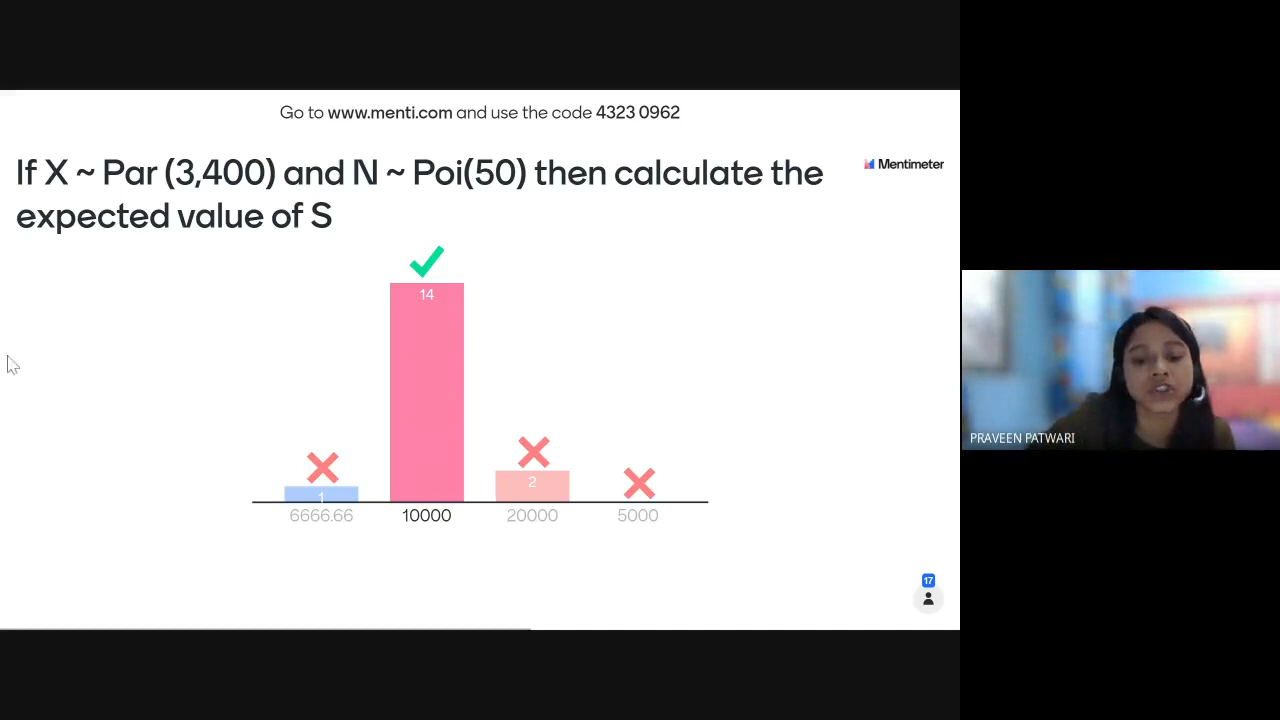 Go to www.menti.com and use the code 4323 0962
If X ~ Par (3,400) and N ~ Poi(50) then calculate the
expected value of S
Mentimeter
14
1
2
6666.66
10000
20000
5000
17
PRAVEEN PATWARI